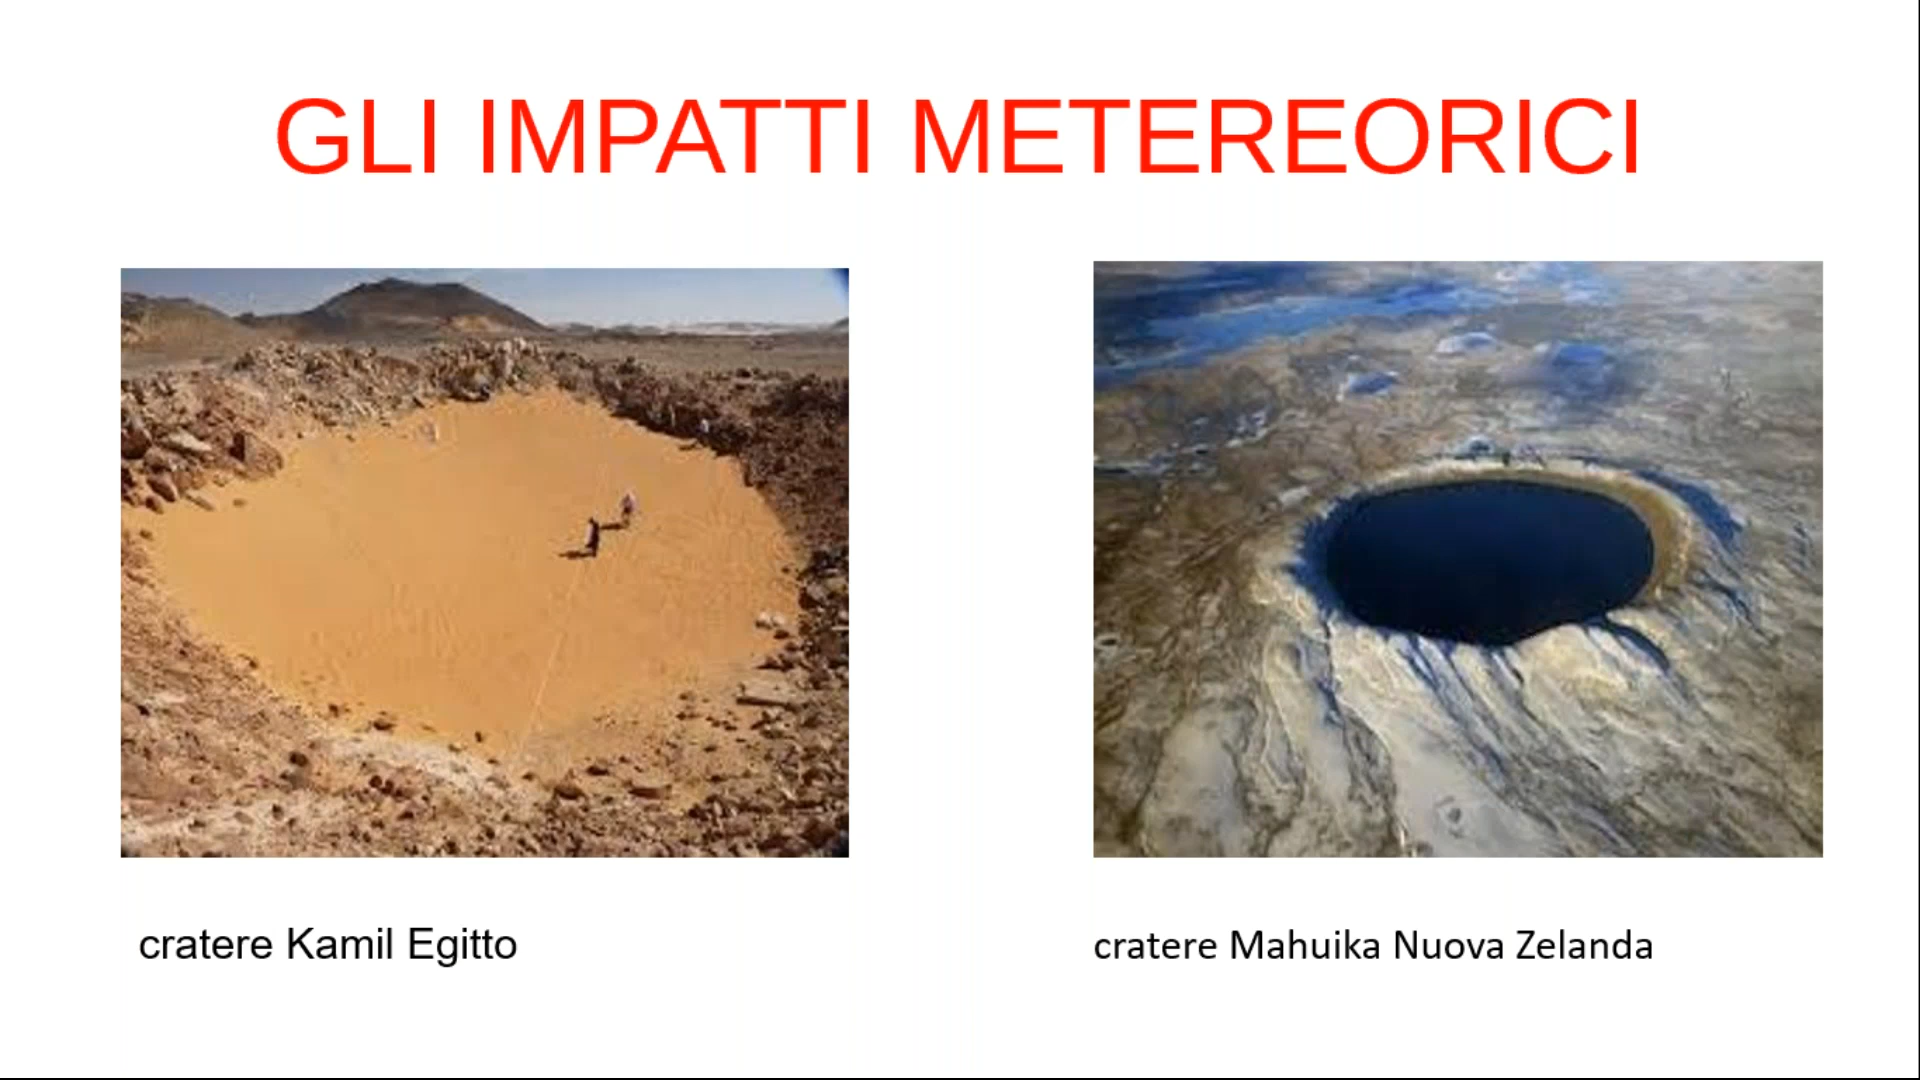 GLI IMPATTI METEREORICI
cratere Kamil Egitto
cratere Mahuika Nuova Zelanda